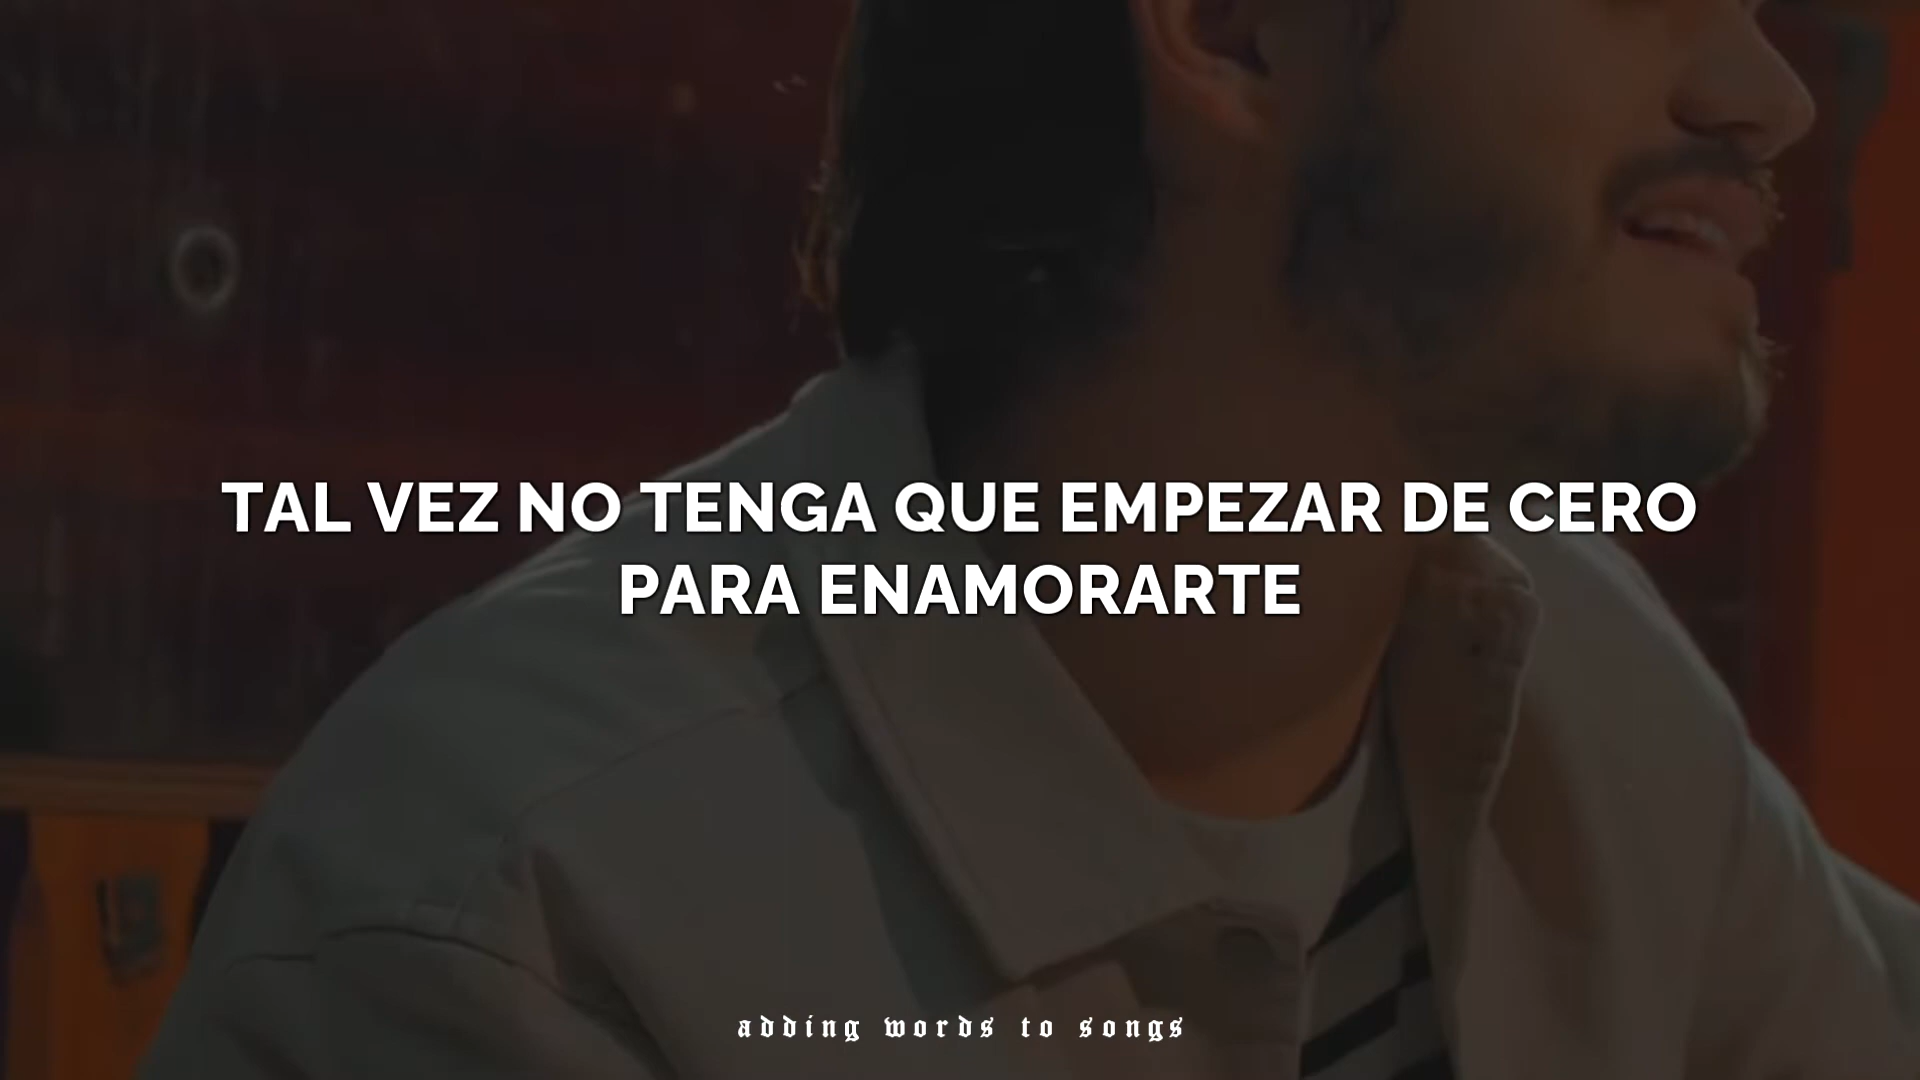 TAL VEZ NO TENGA QUE EMPEZAR DE CERO
PARA ENAMORARTE
adding words to songs